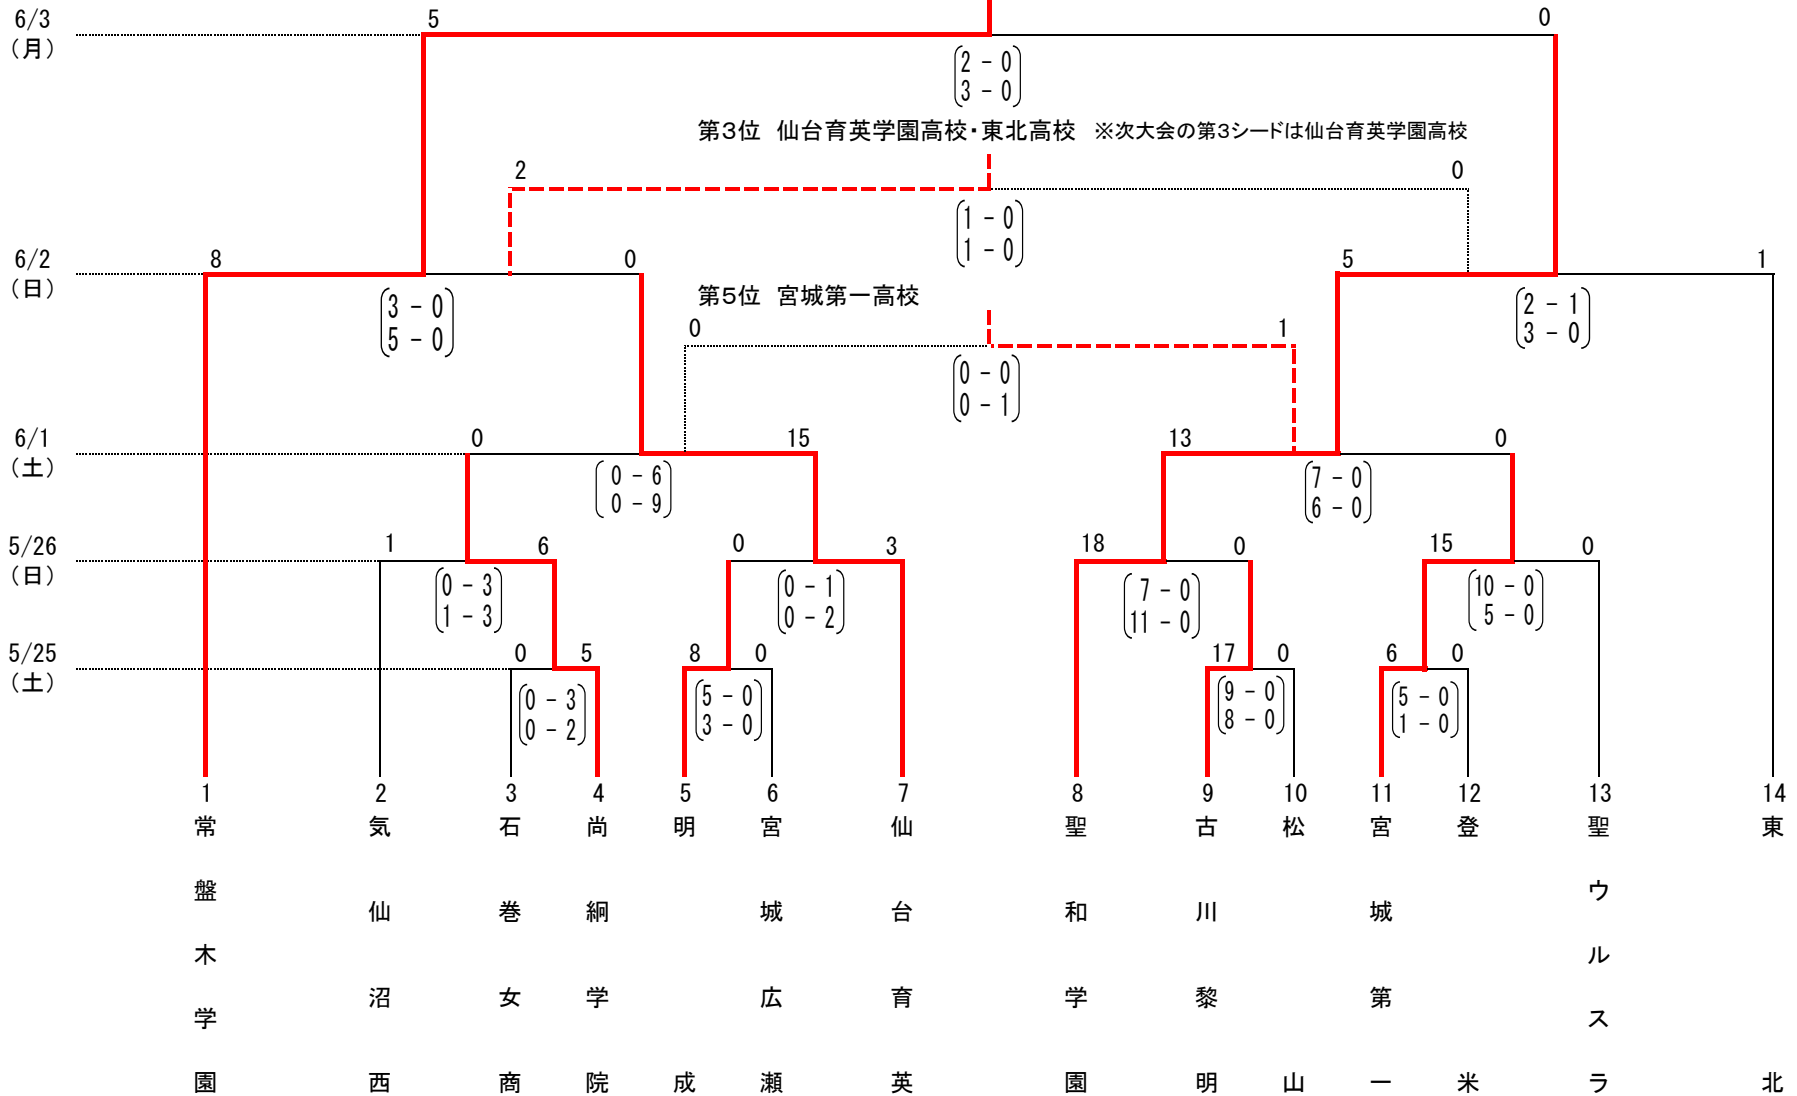 6/3
（月）
5
0
2 - 0
3 - 0
第３位 仙台育英学園高校・東北高校 ※次大会の第３シードは仙台育英学園高校
2
0
1 - 0
1 - 0
6/2
（日）
8
0
5
1
3 - 0
5 - 0
2 - 1
3 - 0
第５位 宮城第一高校
0
1
0 - 0
0 - 1
6/1
（土）
0
15
13
0
0 - 6
0 - 9
7 - 0
6 - 0
5/26
（日）
1
6
0
3
18
0
15
0
0 - 3
1 - 3
0 - 1
0 - 2
7 - 0
11 - 0
10 - 0
5 - 0
5/25
（土）
0
5
8
0
17
0
6
0
0 - 3
0 - 2
5 - 0
3 - 0
9 - 0
8 - 0
5 - 0
1 - 0
1
常盤木学園
2
気仙沼西
3
石巻女商
4
尚絅学院
5
明成
6
宮城広瀬
7
仙台育英
8
聖和学園
9
古川黎明
10
松山
11
宮城第一
12
登米
13
聖ウルスラ
14
東北